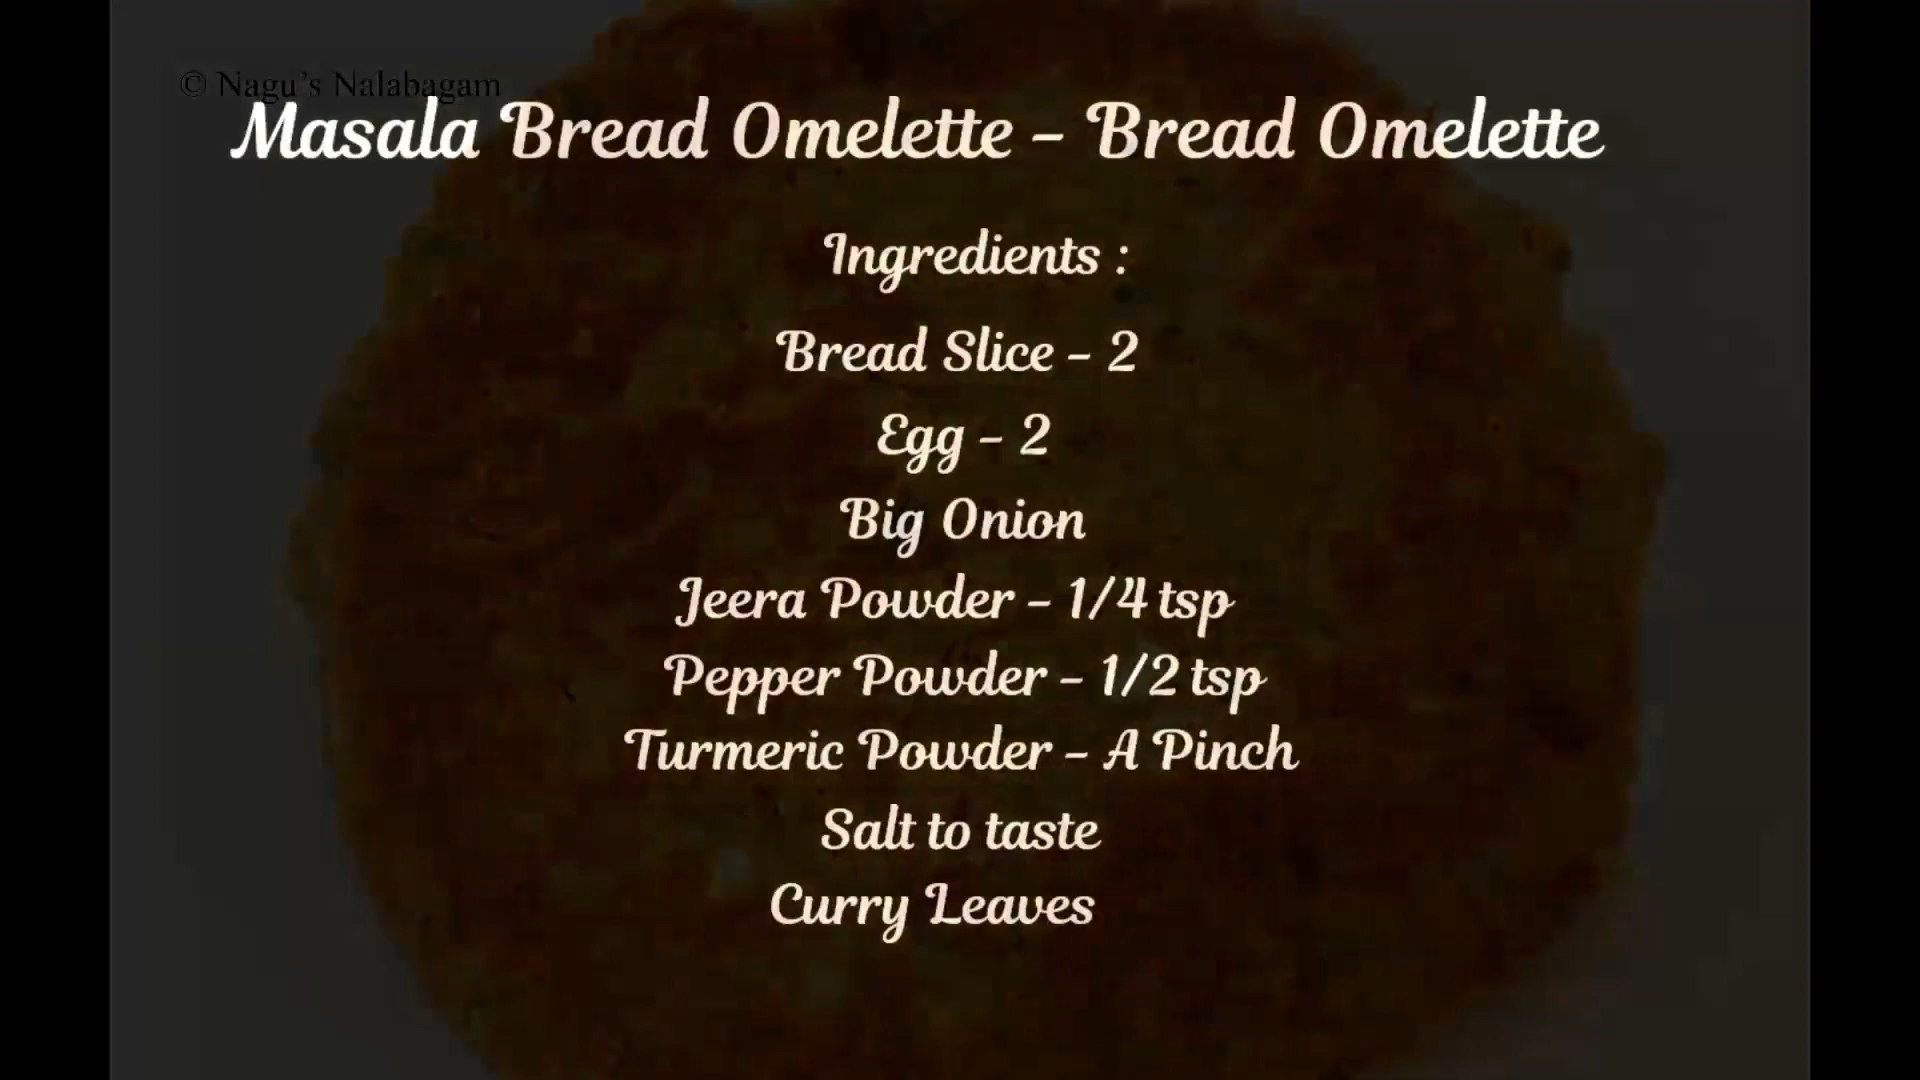 © Nagu's Nalabagam
Masala Bread Omelette - Bread Omelette
Ingredients :
Bread Slice - 2
Egg - 2
Big Onion
Jeera Powder - 1/4 tsp
Pepper Powder - 1/2 tsp
Turmeric Powder - A Pinch
Salt to taste
Curry Leaves